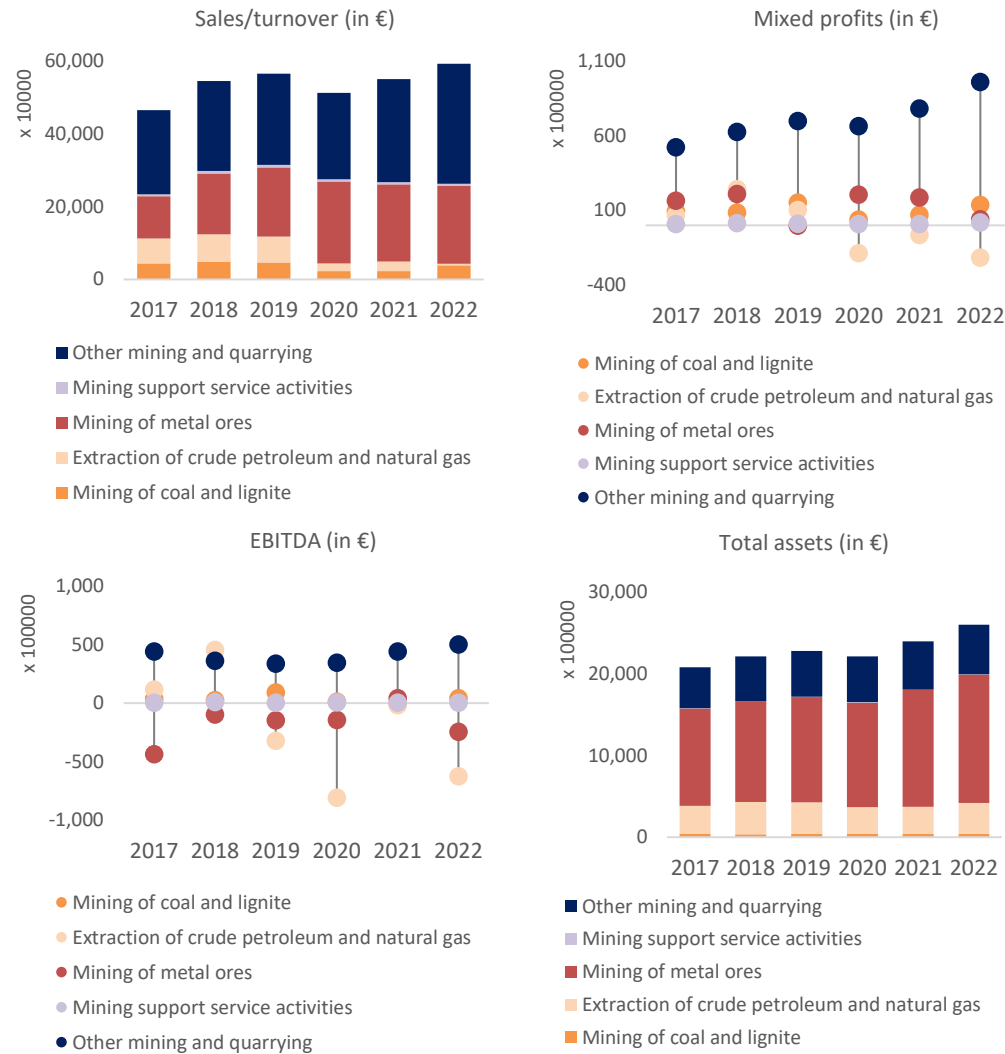 Sales/turnover (in €)
x 10000
60,000
40,000
20,000
0
2017 2018 2019 2020 2021 2022
Other mining and quarrying
Mining support service activities
Mining of metal ores
Extraction of crude petroleum and natural gas
Mining of coal and lignite
Mixed profits (in €)
x 100000
1,100
600
100
-400
2017 2018 2019 2020 2021 2022
Mining of coal and lignite
Extraction of crude petroleum and natural gas
Mining of metal ores
Mining support service activities
Other mining and quarrying
EBITDA (in €)
x 100000
1,000
500
0
-500
-1,000
2017 2018 2019 2020 2021 2022
Mining of coal and lignite
Extraction of crude petroleum and natural gas
Mining of metal ores
Mining support service activities
Other mining and quarrying
Total assets (in €)
x 100000
30,000
20,000
10,000
0
2017 2018 2019 2020 2021 2022
Other mining and quarrying
Mining support service activities
Mining of metal ores
Extraction of crude petroleum and natural gas
Mining of coal and lignite